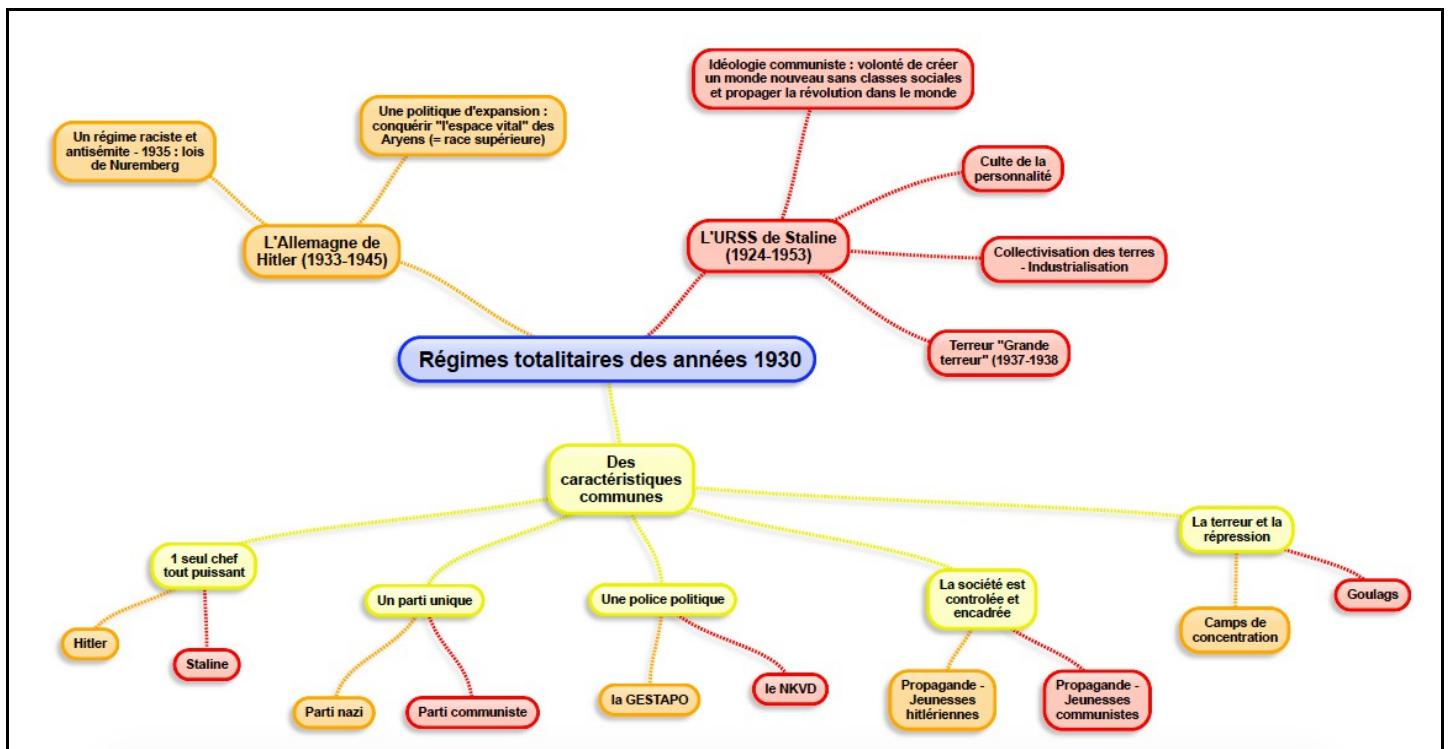 Idéologie communiste : volonté de créer
un monde nouveau sans classes sociales
et propager la révolution dans le monde
Une politique d'expansion :
conquérir "l'espace vital" des
Aryens (= race supérieure)
Un régime raciste et
antisémite - 1935 : lois
de Nuremberg
Culte de la
personnalité
L'Allemagne de
Hitler (1933-1945)
L'URSS de Staline
(1924-1953)
Collectivisation des terres
- Industrialisation
Terreur "Grande
terreur" (1937-1938
Régimes totalitaires des années 1930
Des
caractéristiques
communes
1 seul chef
tout puissant
Un parti unique
Une police politique
La société est
controlée et
encadrée
La terreur et la
répression
Hitler
Staline
Parti nazi
Parti communiste
la GESTAPO
le NKVD
Propagande -
Jeunesses
hitlériennes
Propagande -
Jeunesses
communistes
Camps de
concentration
Goulags